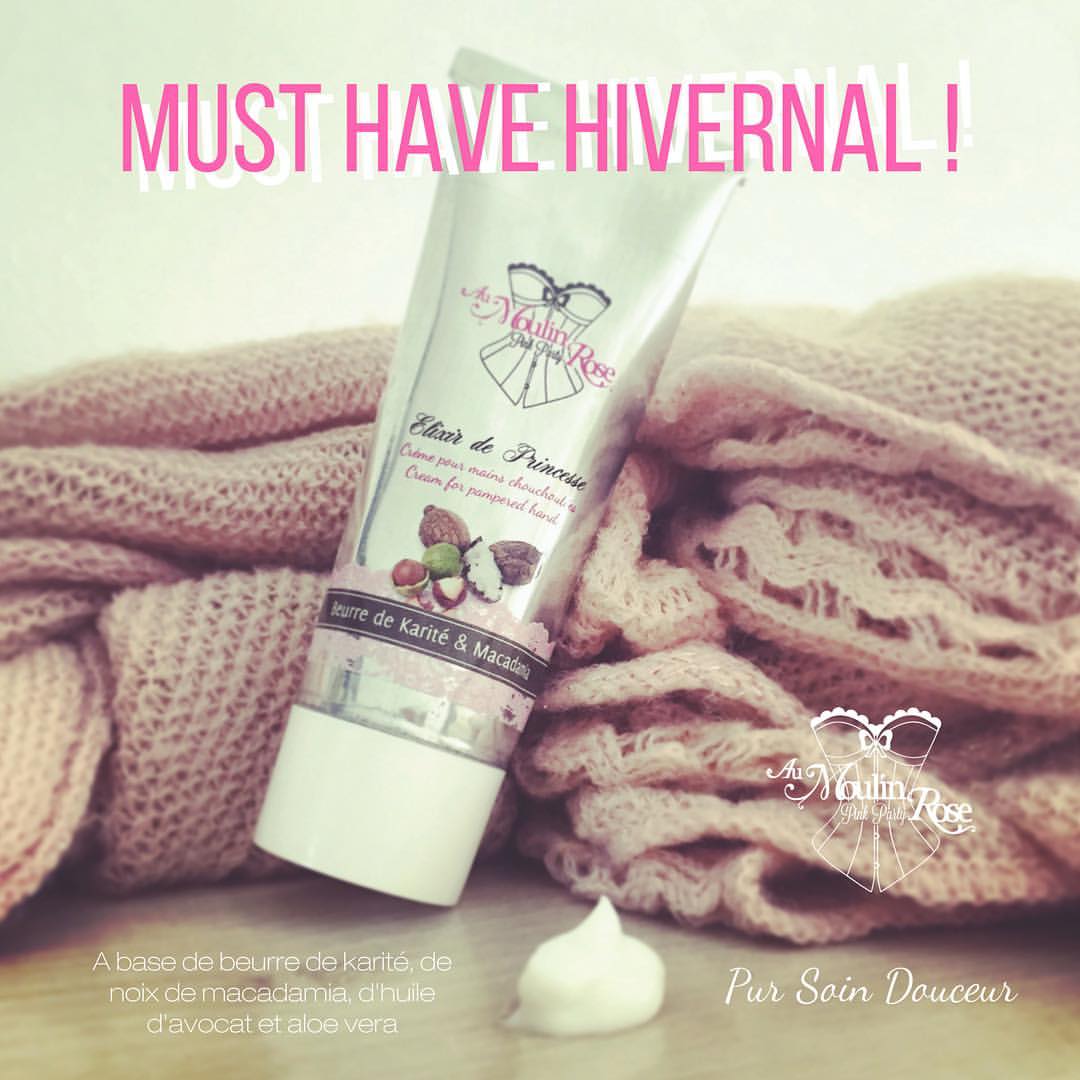 MUST HAVE HIVERNAL !
Au Moulin Rose
Pink Party
Elixir de Princesse
Crème pour mains chouchoutées
Cream for pampered hand
Beurre de Karité & Macadamia
Au Moulin Rose
Pink Party
A base de beurre de karité, de
noix de macadamia, d'huile
d'avocat et aloe vera
Pur Soin Douceur